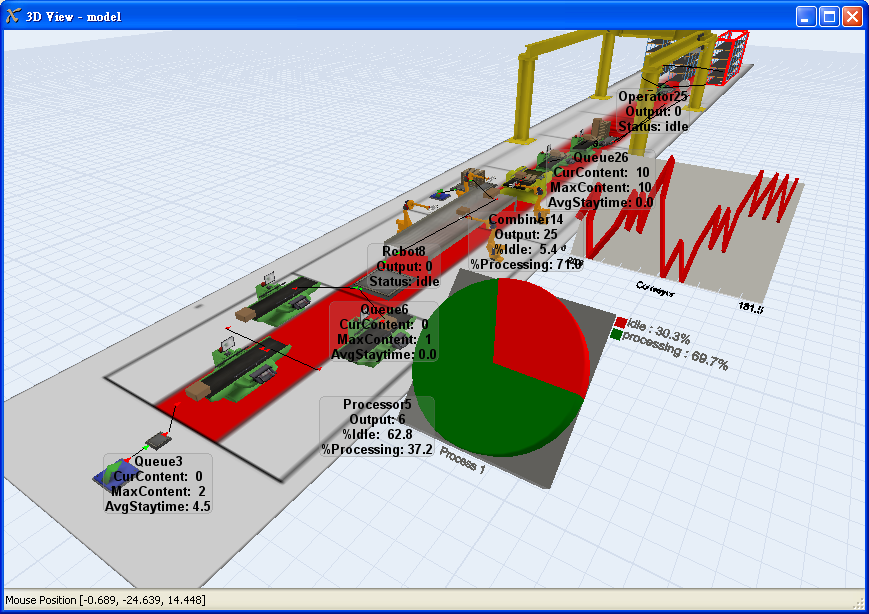 3D View - model
Operator25
Output: 0
Status: idle
Queue26
CurContent: 10
MaxContent: 10
AvgStaytime: 0.0
Combiner14
Output: 25
%Idle: 5.4
%Processing: 71.0
Rebot8
Output: 0
Status: idle
Conveyor
181.5
Queue6
CurContent: 0
MaxContent: 1
AvgStaytime: 0.0
idle : 30.3%
processing : 69.7%
Processor5
Output: 6
%Idle: 62.8
%Processing: 37.2
Process 1
Queue3
CurContent: 0
MaxContent: 2
AvgStaytime: 4.5
Mouse Position [-0.689, -24.639, 14.448]